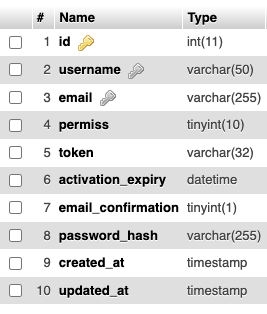 # Name Type
1 id int(11)
2 username varchar(50)
3 email varchar(255)
4 permiss tinyint(10)
5 token varchar(32)
6 activation_expiry datetime
7 email_confirmation tinyint(1)
8 password_hash varchar(255)
9 created_at timestamp
10 updated_at timestamp